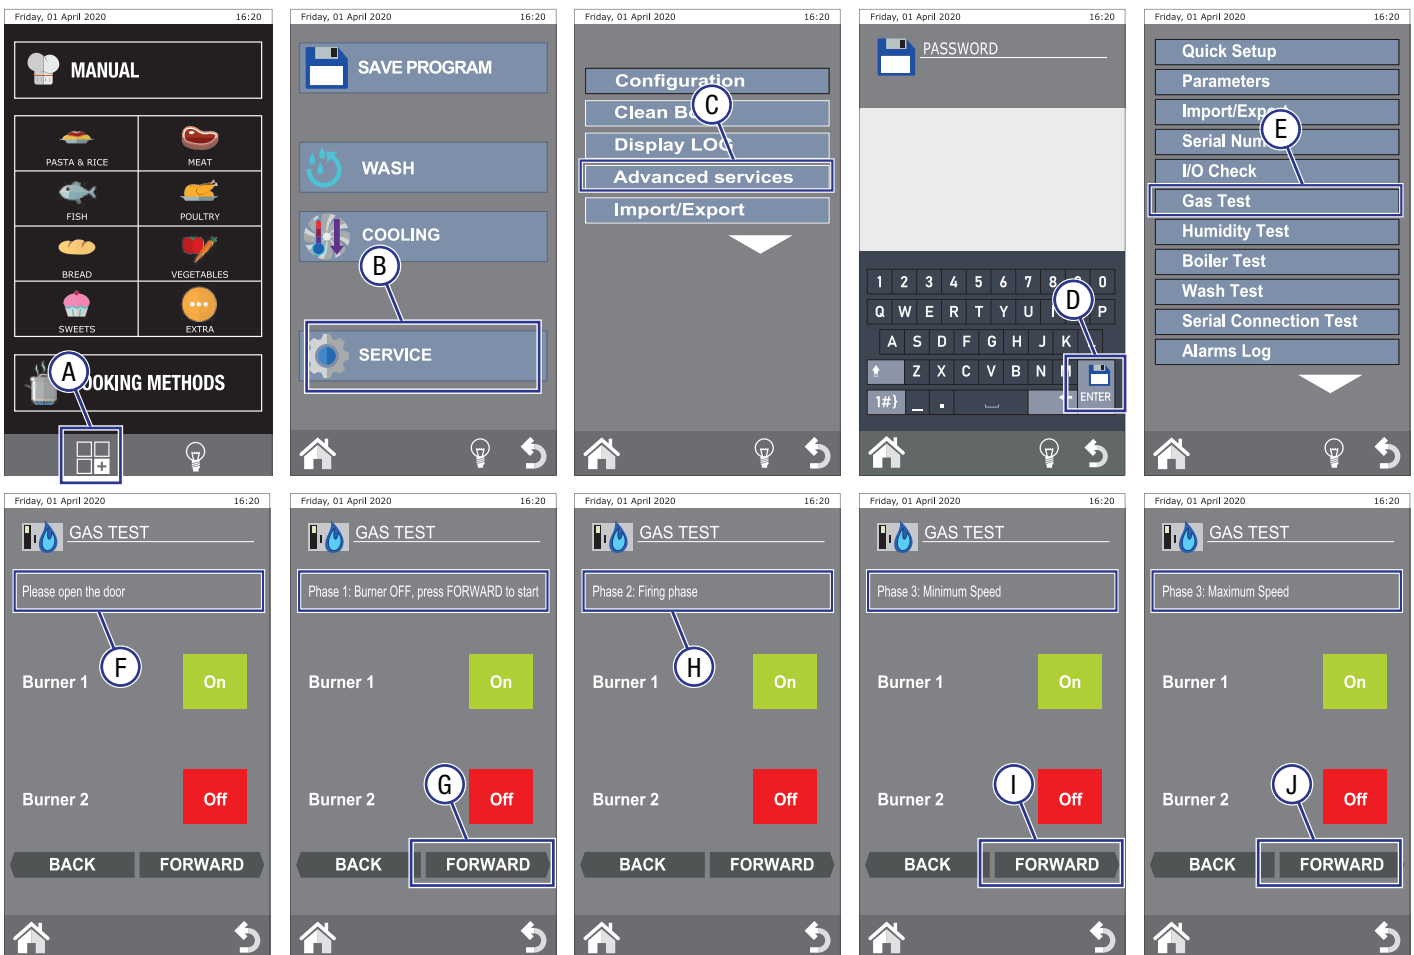 Friday, 01 April 2020 16:20
MANUAL
PASTA & RICE MEAT
FISH POULTRY
BREAD VEGETABLES
SWEETS EXTRA
A
OOKING METHODS
Friday, 01 April 2020 16:20
SAVE PROGRAM
WASH
COOLING
B
SERVICE
Friday, 01 April 2020 16:20
Configuration
Clean Bo
C
Display LOG
Advanced services
Import/Export
Friday, 01 April 2020 16:20
PASSWORD
1 2 3 4 5 6 7 8 9 0
D
Q W E R T Y U I P
A S D F G H J K L
Z X C V B N M
ENTER
1#} _ .
Friday, 01 April 2020 16:20
Quick Setup
Parameters
Import/Export
E
Serial Num
I/O Check
Gas Test
Humidity Test
Boiler Test
Wash Test
Serial Connection Test
Alarms Log
Friday, 01 April 2020 16:20
GAS TEST
Please open the door
F
Burner 1 On
Burner 2 Off
BACK FORWARD
Friday, 01 April 2020 16:20
GAS TEST
Phase 1: Burner OFF, press FORWARD to start
Burner 1 On
G
Burner 2 Off
BACK FORWARD
Friday, 01 April 2020 16:20
GAS TEST
Phase 2: Firing phase
H
Burner 1 On
Burner 2 Off
BACK FORWARD
Friday, 01 April 2020 16:20
GAS TEST
Phase 3: Minimum Speed
Burner 1 On
I
Burner 2 Off
BACK FORWARD
Friday, 01 April 2020 16:20
GAS TEST
Phase 3: Maximum Speed
Burner 1 On
J
Burner 2 Off
BACK FORWARD